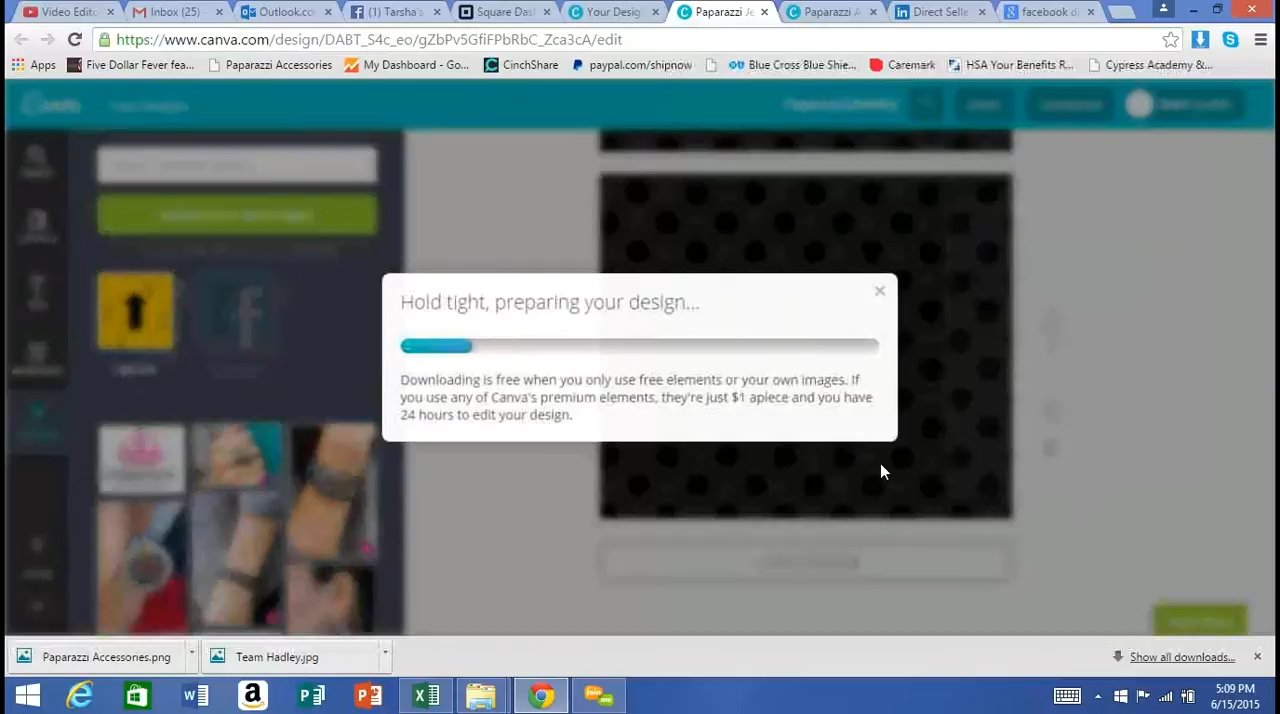 Video Edito
Inbox (25) -
Outlook.co
(1) Tarsha's
Square Das
Your Desig
Paparazzi Je
Paparazzi A
Direct Selle
facebook di
https://www.canva.com/design/DABT_S4c_eo/gZbPv5GfiFPbRbC_Zca3cA/edit
Apps
Five Dollar Fever fea...
Paparazzi Accessories
My Dashboard - Go...
CinchShare
paypal.com/shipnow
Blue Cross Blue Shie...
Caremark
HSA Your Benefits R...
Cypress Academy &...
Hold tight, preparing your design...
Downloading is free when you only use free elements or your own images. If
you use any of Canva's premium elements, they're just $1 apiece and you have
24 hours to edit your design.
Paparazzi Accessories.png
Team Hadley.jpg
Show all downloads...
5:09 PM
6/15/2015